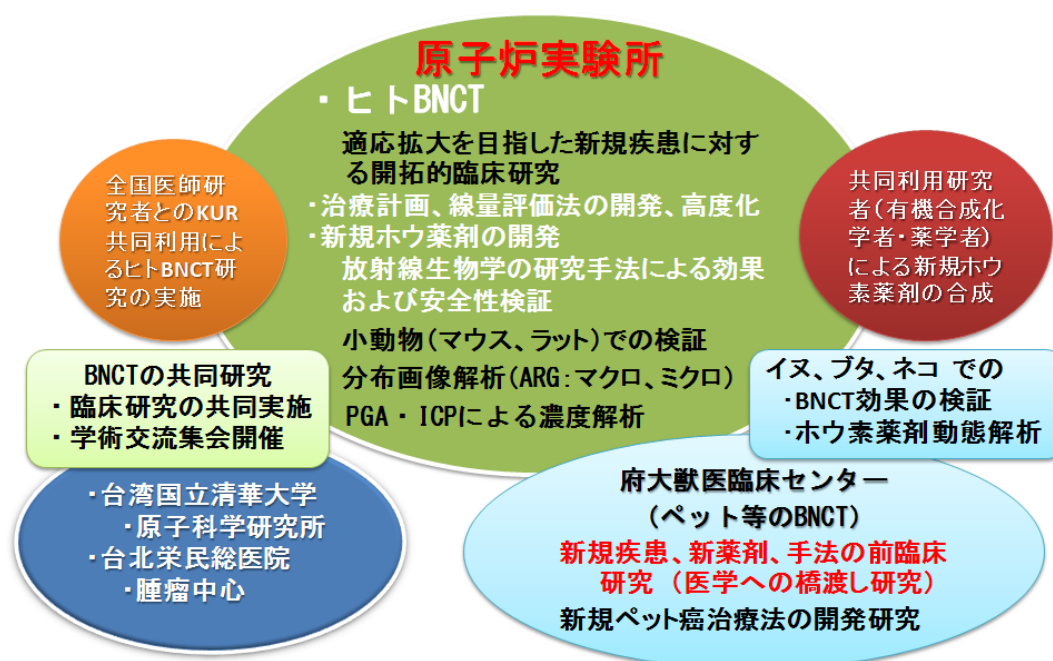 原子炉実験所
・ヒトBNCT
適応拡大を目指した新規疾患に対す
る開拓的臨床研究
・治療計画、線量評価法の開発、高度化
・新規ホウ薬剤の開発
放射線生物学の研究手法による効果
および安全性検証
小動物(マウス、ラット)での検証
分布画像解析(ARG:マクロ、ミクロ)
PGA・ICPによる濃度解析
全国医師研
究者とのKUR
共同利用によ
るヒトBNCT研
究の実施
共同利用研究
者(有機合成化
学者・薬学者)
による新規ホウ
素薬剤の合成
BNCTの共同研究
・臨床研究の共同実施
・学術交流集会開催
・台湾国立清華大学
・原子科学研究所
・台北栄民総医院
・腫瘤中心
イヌ、ブタ、ネコ での
・BNCT効果の検証
・ホウ素薬剤動態解析
府大獣医臨床センター
(ペット等のBNCT)
新規疾患、新薬剤、手法の前臨床
研究 (医学への橋渡し研究)
新規ペット癌治療法の開発研究